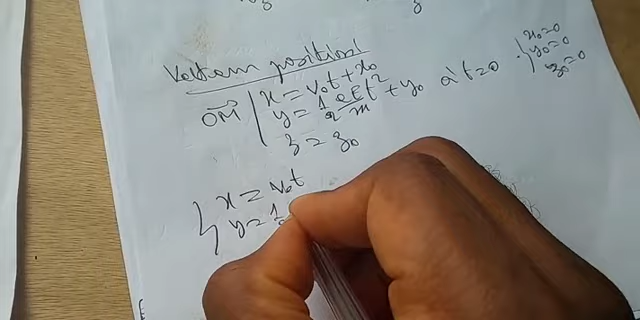 Vecteur position
OM | x = v₀t + x₀
y = 1/2 eE/m t² + y₀ à t=0 { x₀=0 y₀=0 z₀=0
z = z₀
{ x = v₀t
y = 1